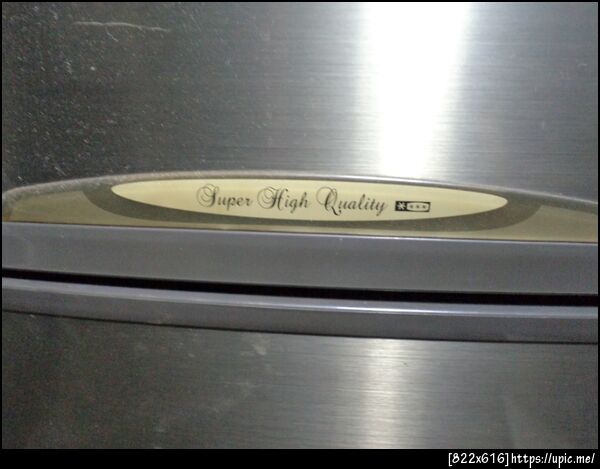 Super High Quality
[822x616]https://upic.me/